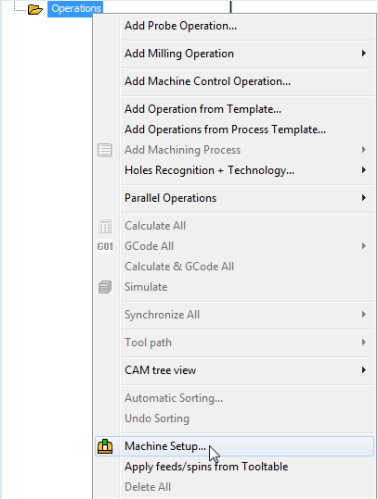 Operations
Add Probe Operation...
Add Milling Operation
Add Machine Control Operation...
Add Operation from Template...
Add Operations from Process Template...
Add Machining Process
Holes Recognition + Technology...
Parallel Operations
Calculate All
G01 GCode All
Calculate & GCode All
Simulate
Synchronize All
Tool path
CAM tree view
Automatic Sorting...
Undo Sorting
Machine Setup...
Apply feeds/spins from Tooltable
Delete All